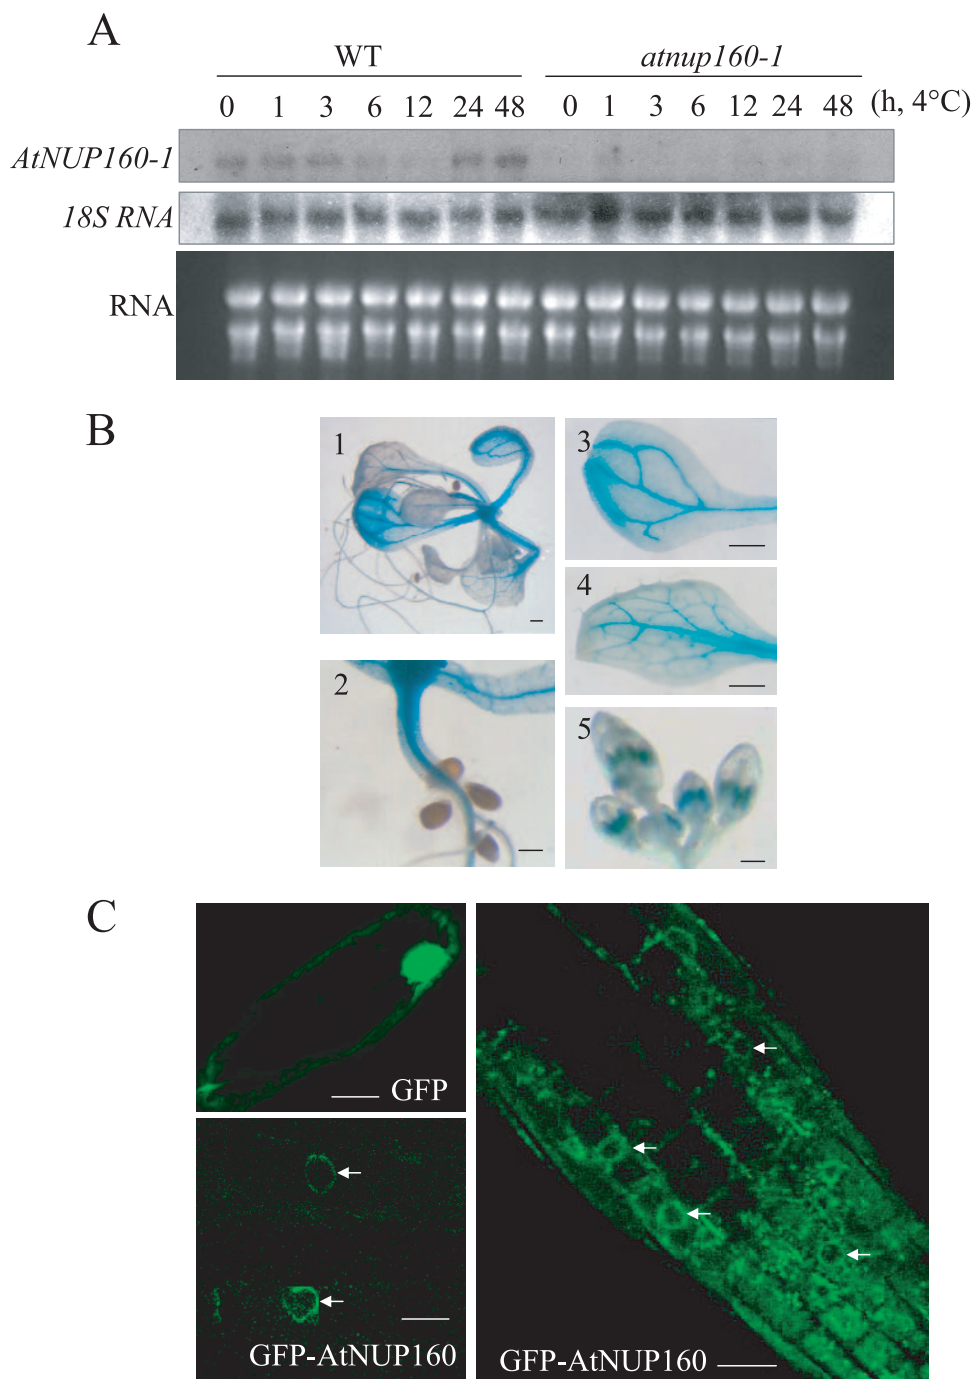 A
WT atnup160-1
0 1 3 6 12 24 48 0 1 3 6 12 24 48 (h, 4°C)
AtNUP160-1
18S RNA
RNA
B
1
3
4
2
5
C
GFP
GFP-AtNUP160
GFP-AtNUP160